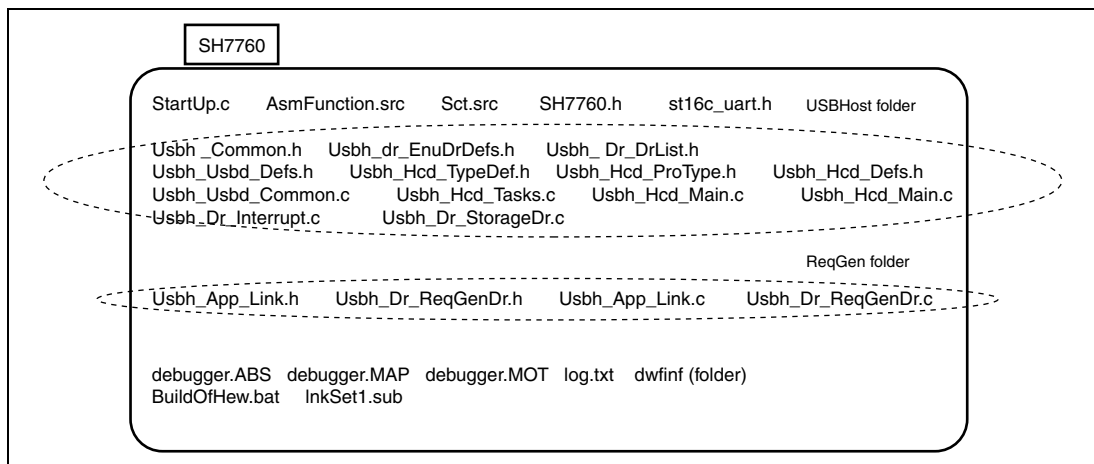 SH7760
StartUp.c AsmFunction.src Sct.src SH7760.h st16c_uart.h USBHost folder
Usbh _Common.h Usbh_dr_EnuDrDefs.h Usbh_ Dr_DrList.h
Usbh_Usbd_Defs.h Usbh_Hcd_TypeDef.h Usbh_Hcd_ProType.h Usbh_Hcd_Defs.h
Usbh_Usbd_Common.c Usbh_Hcd_Tasks.c Usbh_Hcd_Main.c Usbh_Hcd_Main.c
Usbh_Dr_Interrupt.c Usbh_Dr_StorageDr.c
ReqGen folder
Usbh_App_Link.h Usbh_Dr_ReqGenDr.h Usbh_App_Link.c Usbh_Dr_ReqGenDr.c
debugger.ABS debugger.MAP debugger.MOT log.txt dwfinf (folder)
BuildOfHew.bat lnkSet1.sub